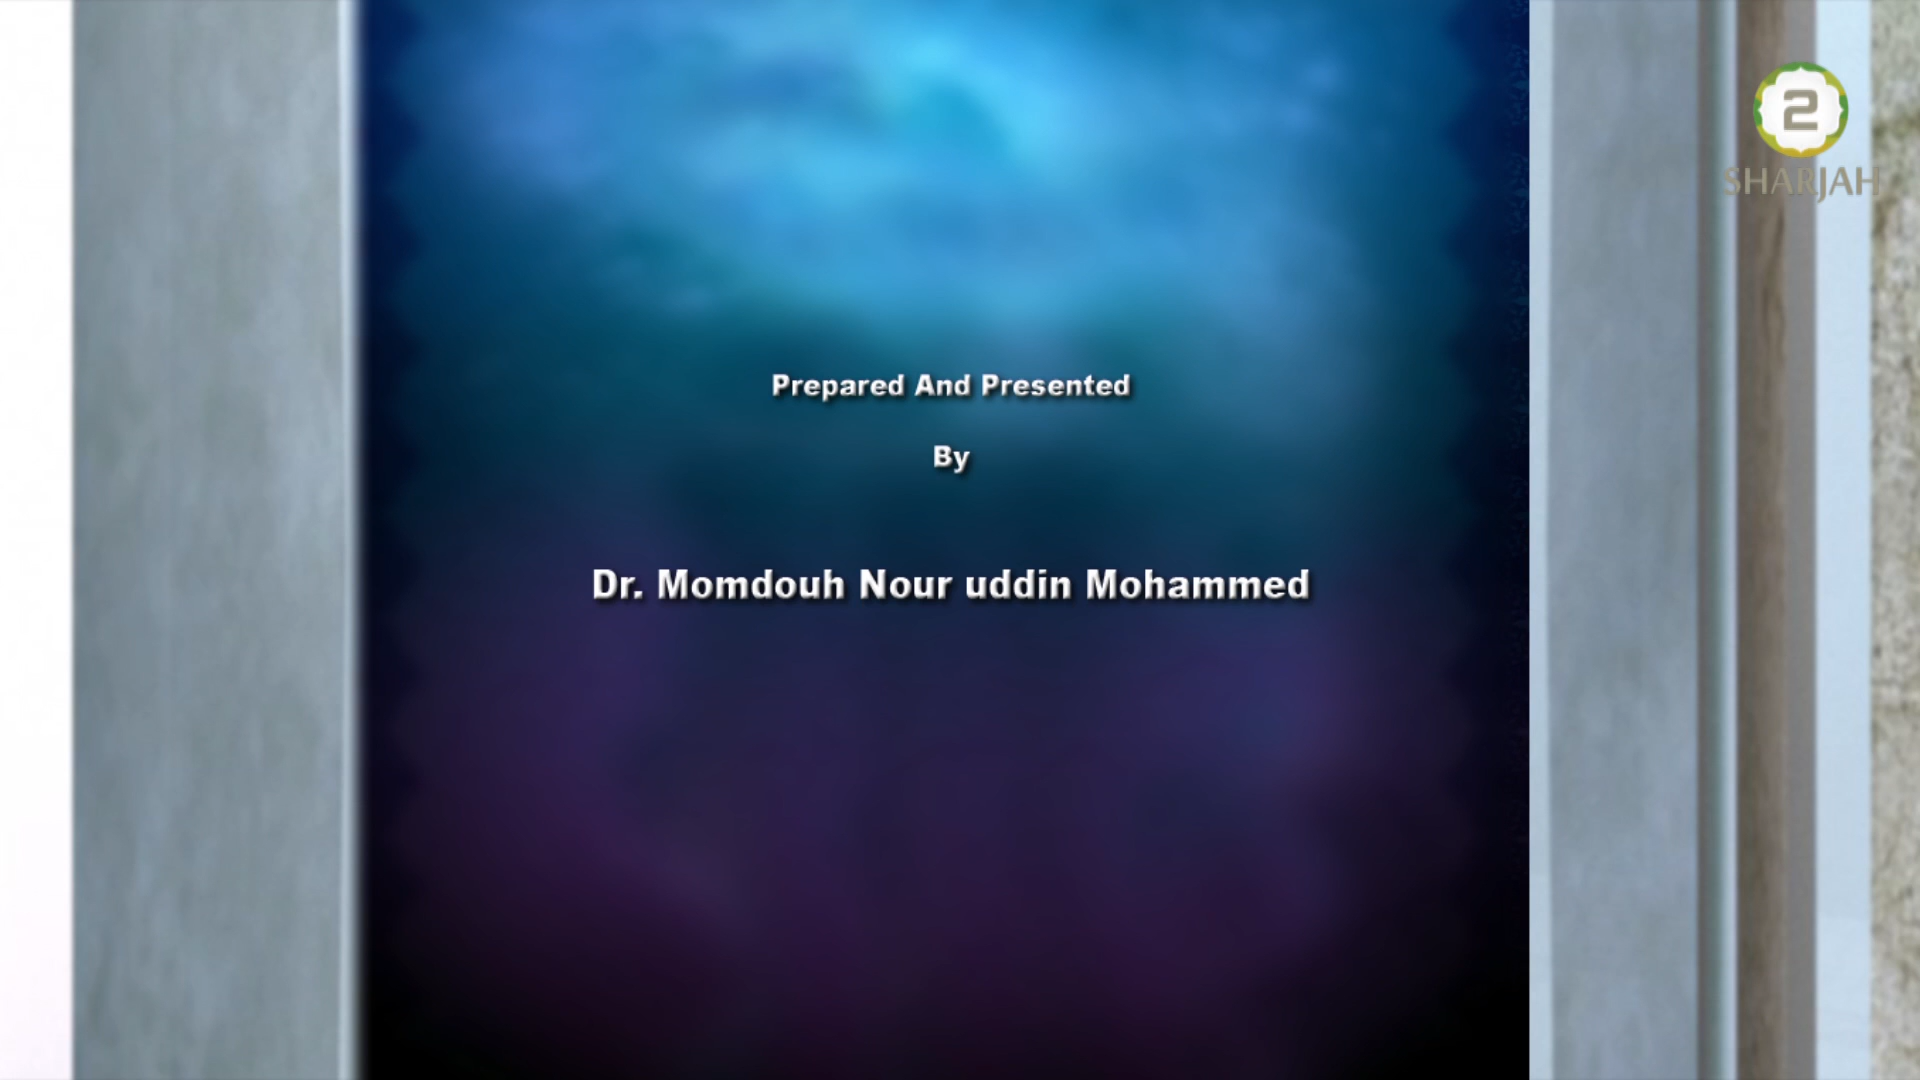 2
SHARJAH
Prepared And Presented
By
Dr. Momdouh Nour uddin Mohammed